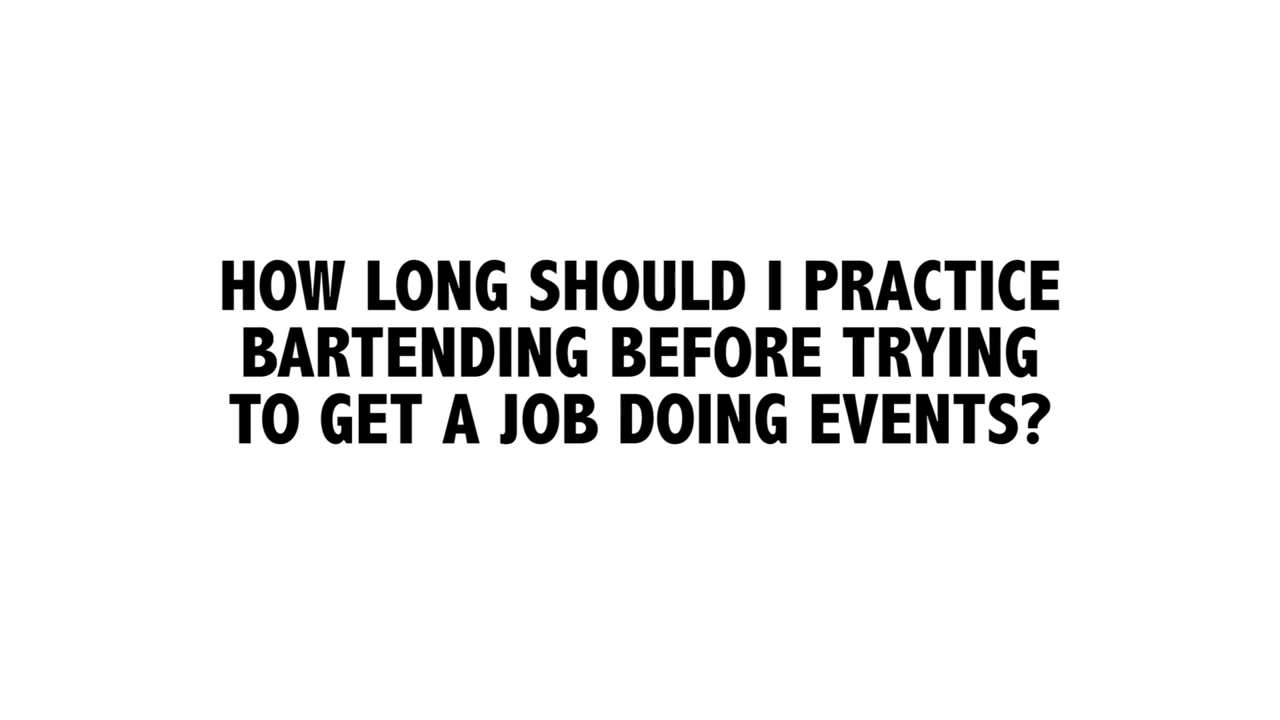 HOW LONG SHOULD I PRACTICE
BARTENDING BEFORE TRYING
TO GET A JOB DOING EVENTS?